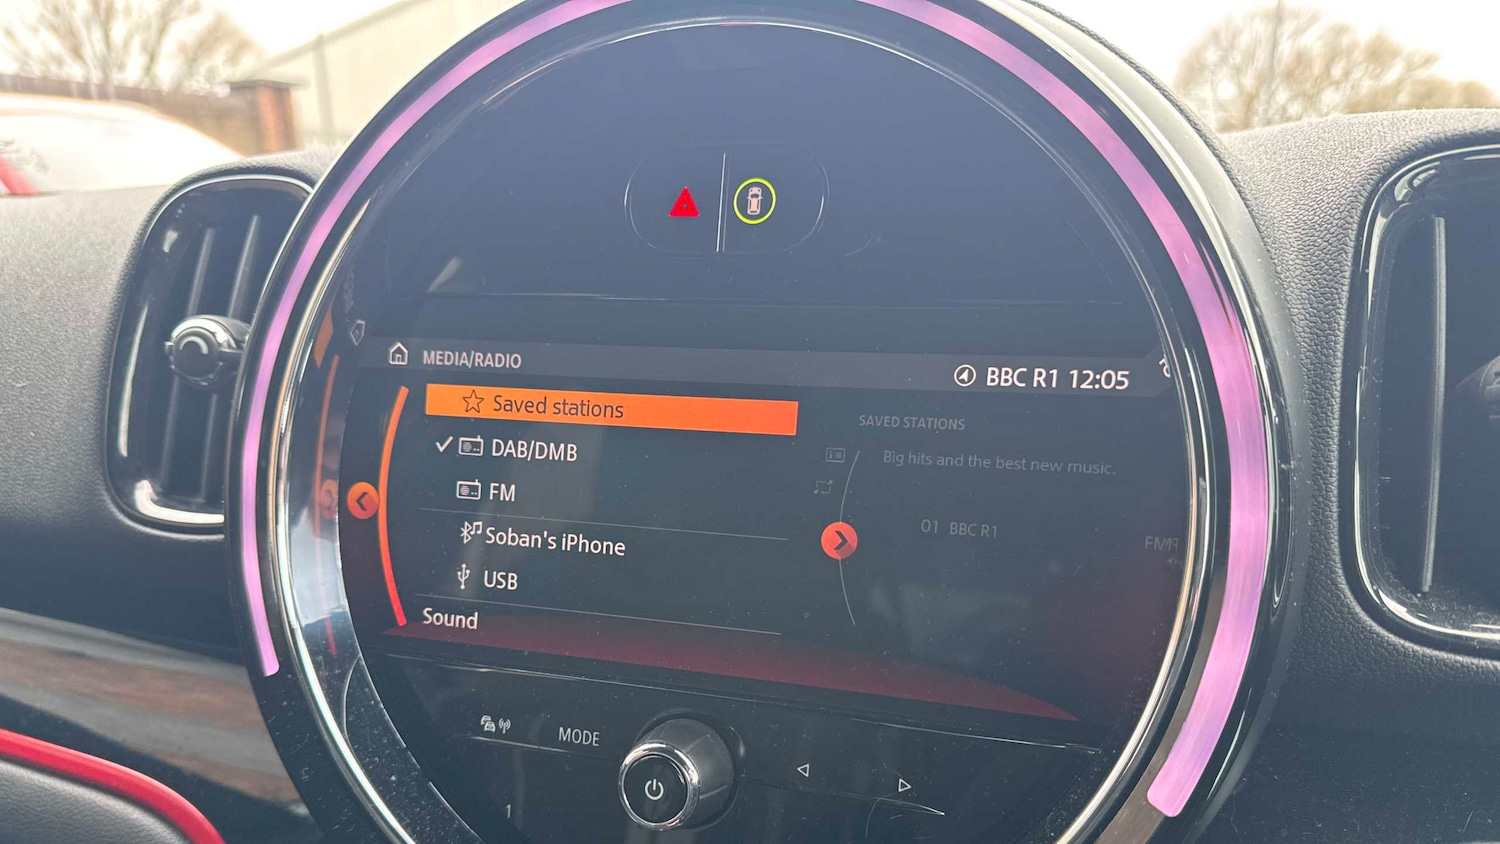 MEDIA/RADIO
BBC R1 12:05
Saved stations
DAB/DMB
FM
Soban's iPhone
USB
Sound
SAVED STATIONS
Big hits and the best new music.
01 BBC R1
MODE
1